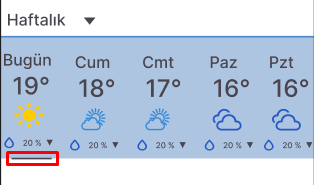 Haftalık
Bugün Cum Cmt Paz Pzt
19° 18° 17° 16° 16°
20 % ▼ 20 % ▼ 20 % ▼ 20 % ▼ 20 % ▼